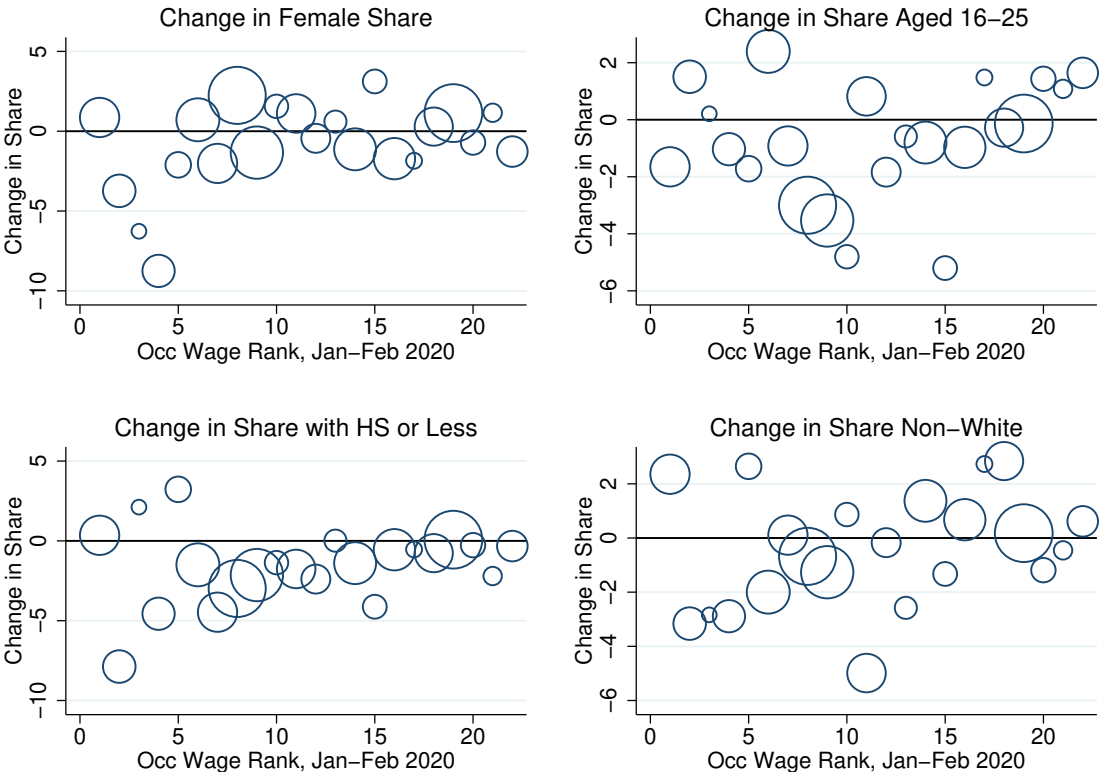 Change in Female Share
Change in Share
5
0
−5
−10
0 5 10 15 20
Occ Wage Rank, Jan−Feb 2020
Change in Share Aged 16−25
Change in Share
2
0
−2
−4
−6
0 5 10 15 20
Occ Wage Rank, Jan−Feb 2020
Change in Share with HS or Less
Change in Share
5
0
−5
−10
0 5 10 15 20
Occ Wage Rank, Jan−Feb 2020
Change in Share Non−White
Change in Share
2
0
−2
−4
−6
0 5 10 15 20
Occ Wage Rank, Jan−Feb 2020